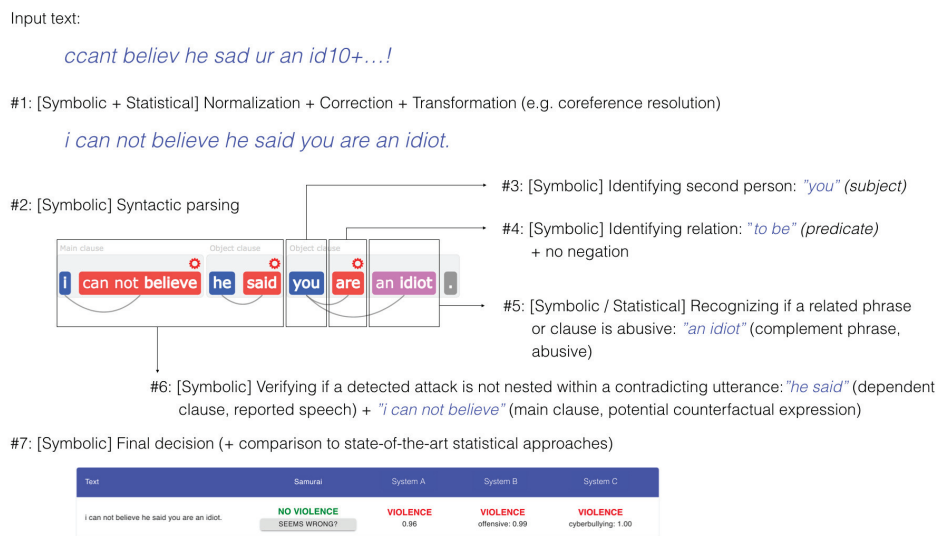 Input text:
ccant believ he sad ur an id10+…!
#1: [Symbolic + Statistical] Normalization + Correction + Transformation (e.g. coreference resolution)
i can not believe he said you are an idiot.
#2: [Symbolic] Syntactic parsing
#3: [Symbolic] Identifying second person: "you" (subject)
#4: [Symbolic] Identifying relation: "to be" (predicate)
+ no negation
Main clause Object clause Object clause
i can not believe he said you are an idiot .
#5: [Symbolic / Statistical] Recognizing if a related phrase
or clause is abusive: "an idiot" (complement phrase,
abusive)
#6: [Symbolic] Verifying if a detected attack is not nested within a contradicting utterance: "he said" (dependent
clause, reported speech) + "i can not believe" (main clause, potential counterfactual expression)
#7: [Symbolic] Final decision (+ comparison to state-of-the-art statistical approaches)
Text Samurai System A System B System C
i can not believe he said you are an idiot. NO VIOLENCE VIOLENCE VIOLENCE VIOLENCE
SEEMS WRONG? 0.96 offensive: 0.99 cyberbullying: 1.00